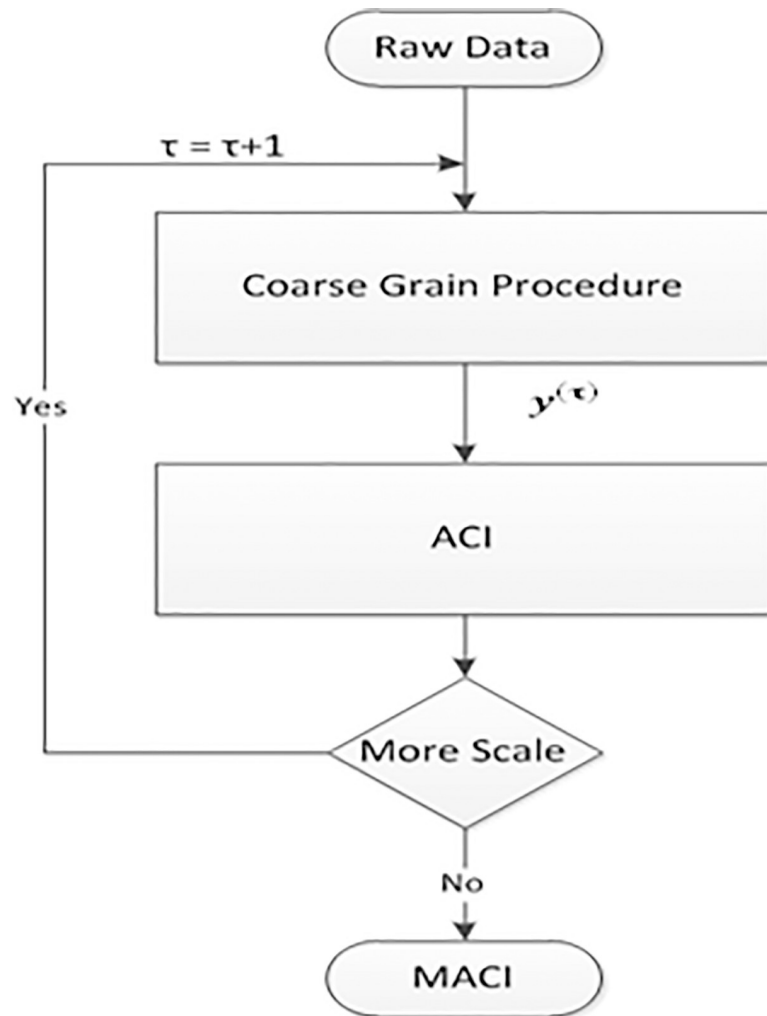 Raw Data
τ = τ+1
Coarse Grain Procedure
y(τ)
Yes
ACI
More Scale
No
MACI